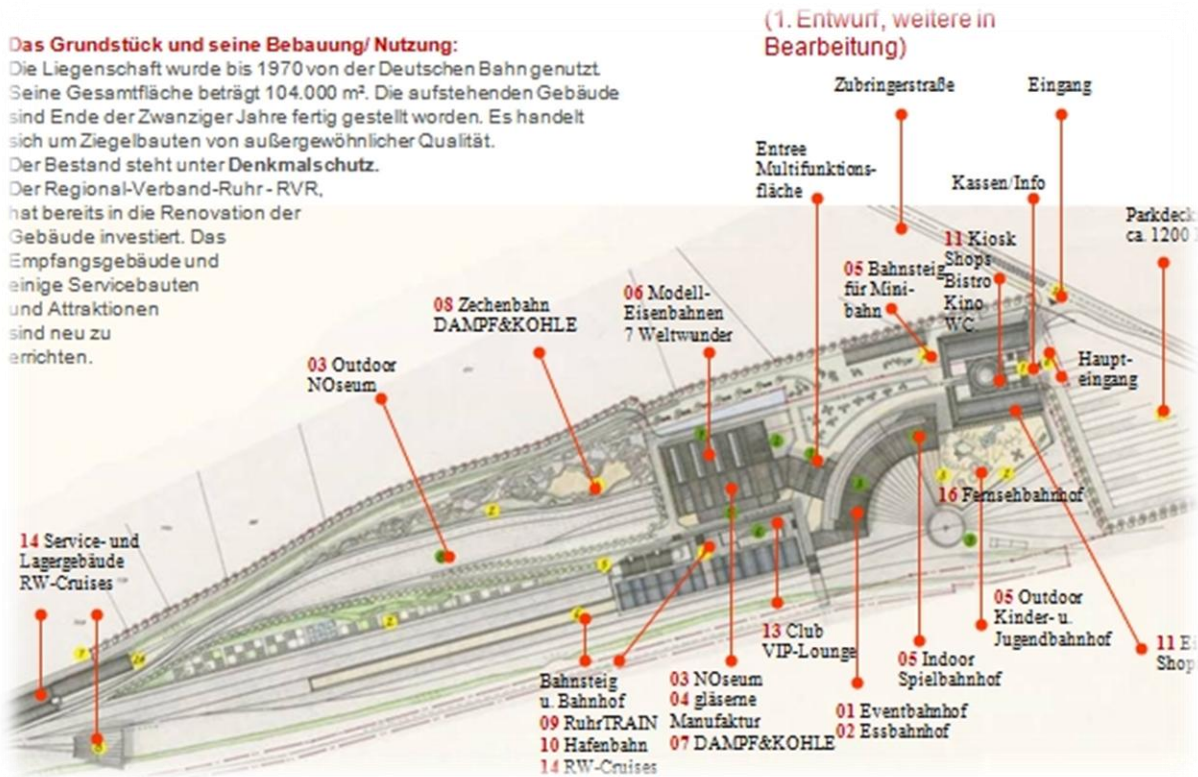 (1. Entwurf, weitere in
Bearbeitung)
Das Grundstück und seine Bebauung/ Nutzung:
Die Liegenschaft wurde bis 1970 von der Deutschen Bahn genutzt
Seine Gesamtfläche beträgt 104.000 m². Die aufstehenden Gebäude
sind Ende der Zwanziger Jahre fertig gestellt worden. Es handelt
sich um Ziegelbauten von außergewöhnlicher Qualität.
Der Bestand steht unter Denkmalschutz.
Der Regional-Verband-Ruhr - RVR,
hat bereits in die Renovation der
Gebäude investiert. Das
Empfangsgebäude und
einige Servicebauten
und Attraktionen
sind neu zu
errichten.
Zubringerstraße
Eingang
Entree
Multifunktions-
fläche
Kassen/Info
Parkdeck
ca. 1200
11 Kiosk
Shops
Bistro
Kino
WC
05 Bahnsteig
für Mini-
bahn
06 Modell-
Eisenbahnen
7 Weltwunder
08 Zechenbahn
DAMPF&KOHLE
03 Outdoor
NOseum
Haupt-
eingang
16 Fernsehbahnhof
14 Service- und
Lagergebäude
RW-Cruises
05 Outdoor
Kinder- u.
Jugendbahnhof
13 Club
VIP-Lounge
05 Indoor
Spielbahnhof
11
Shop
Bahnsteig
u. Bahnhof
09 RuhrTRAIN
10 Hafenbahn
14 RW-Cruises
03 NOseum
04 gläserne
Manufaktur
07 DAMPF&KOHLE
01 Eventbahnhof
02 Essbahnhof